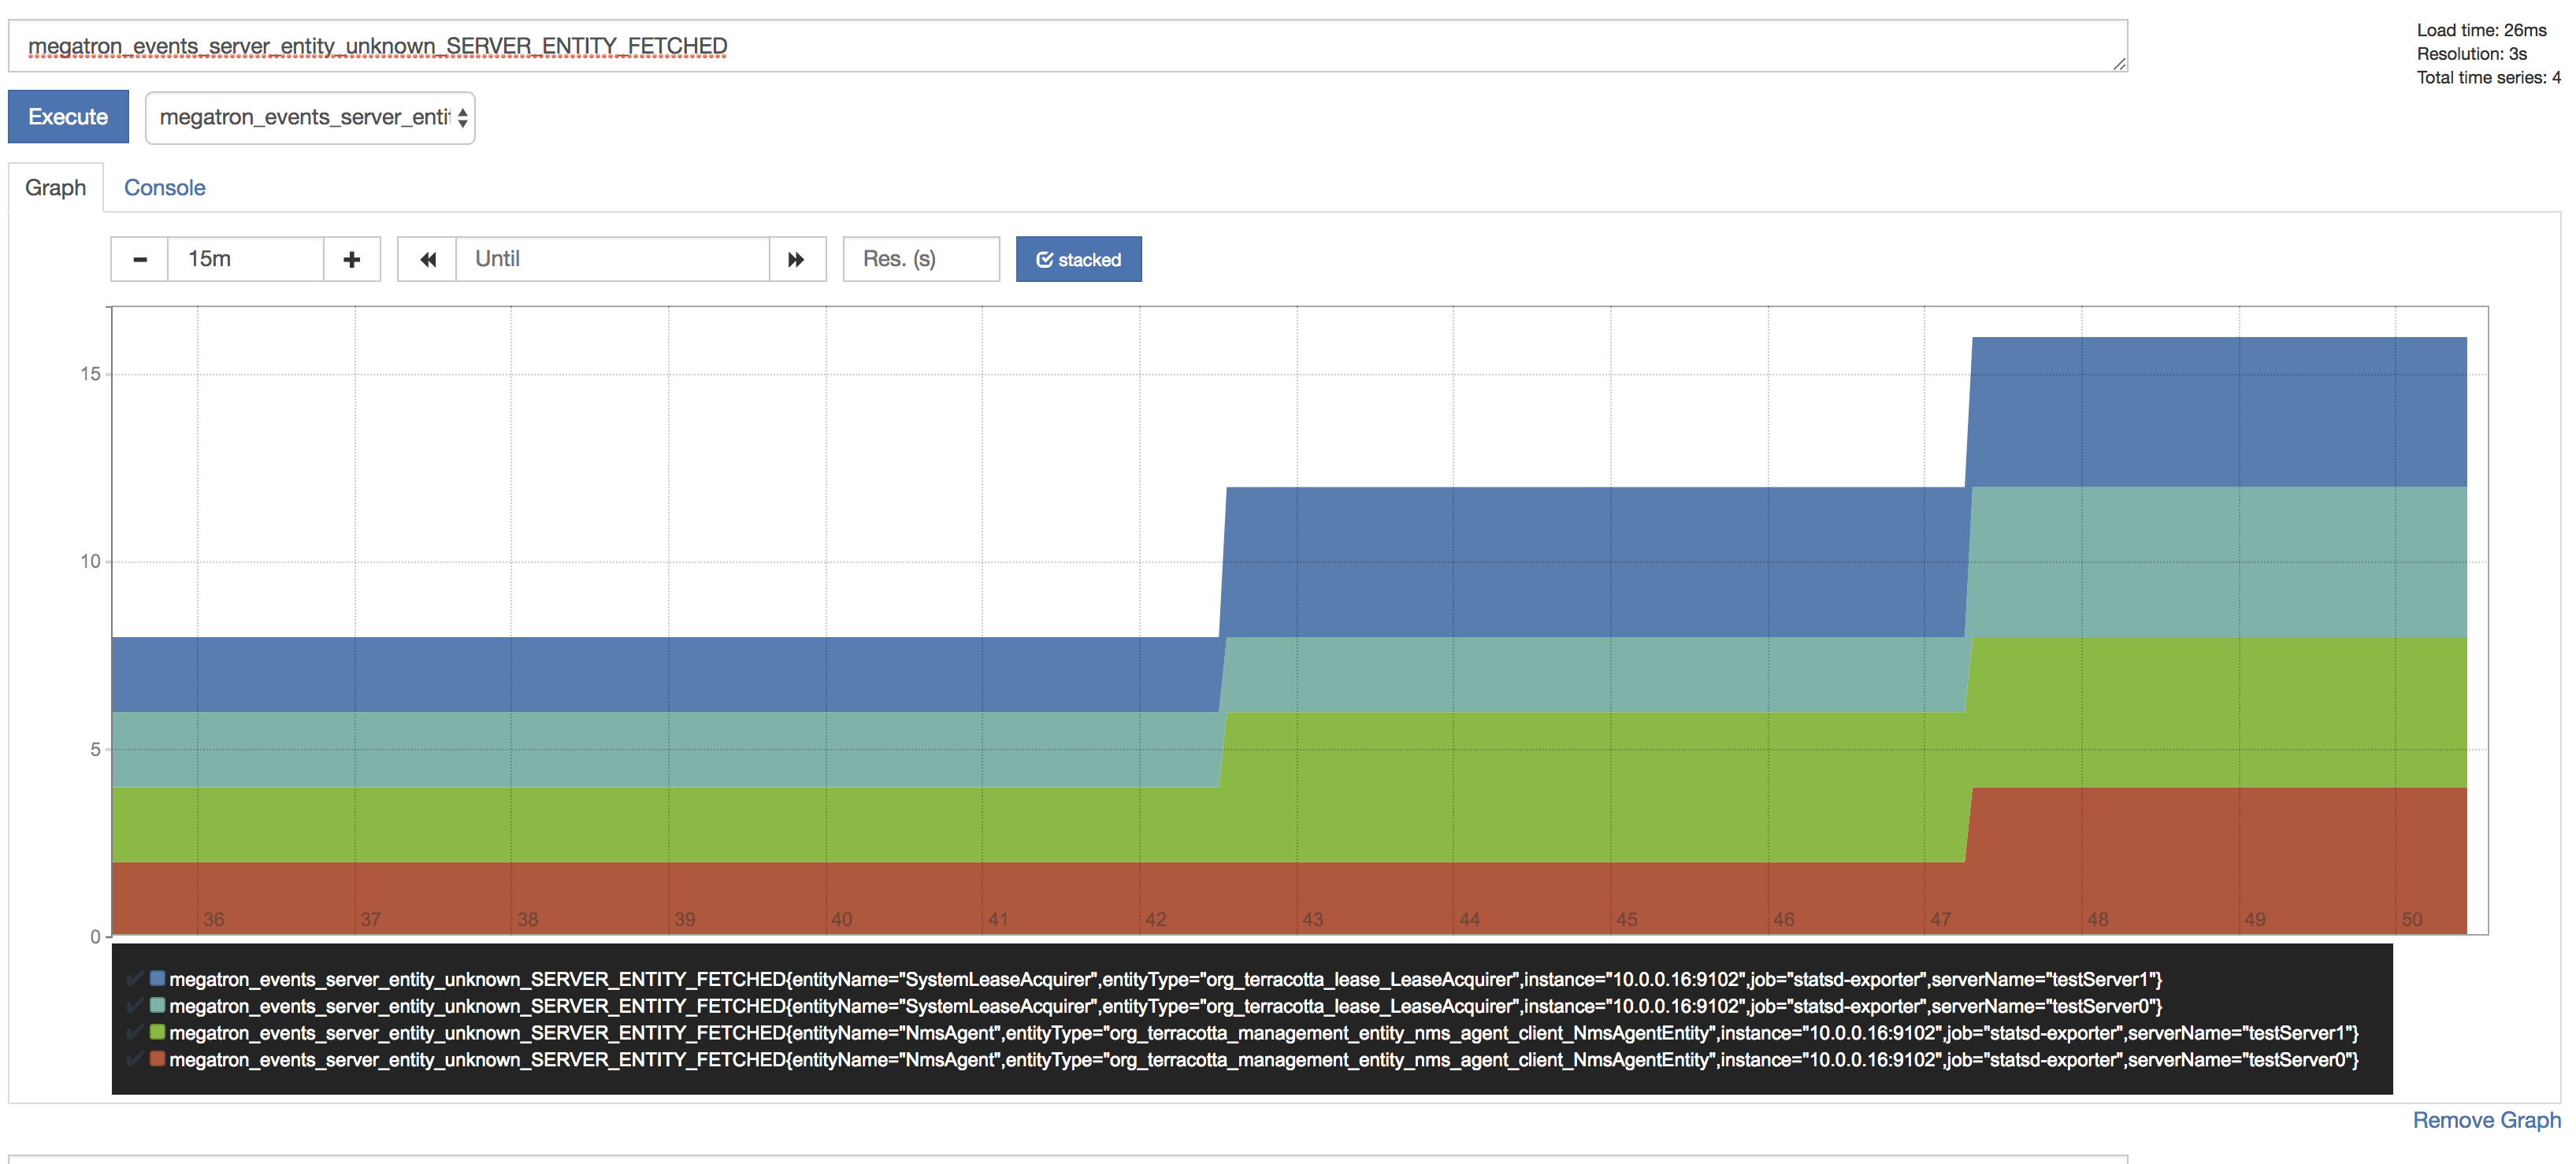 megatron_events_server_entity_unknown_SERVER_ENTITY_FETCHED
Load time: 26ms
Resolution: 3s
Total time series: 4
Execute
megatron_events_server_entit
Graph
Console
15m
Until
Res. (s)
stacked
15
10
5
0
36 37 38 39 40 41 42 43 44 45 46 47 48 49 50
megatron_events_server_entity_unknown_SERVER_ENTITY_FETCHED{entityName="SystemLeaseAcquirer",entityType="org_terracotta_lease_LeaseAcquirer",instance="10.0.0.16:9102",job="statsd-exporter",serverName="testServer1"}
megatron_events_server_entity_unknown_SERVER_ENTITY_FETCHED{entityName="SystemLeaseAcquirer",entityType="org_terracotta_lease_LeaseAcquirer",instance="10.0.0.16:9102",job="statsd-exporter",serverName="testServer0"}
megatron_events_server_entity_unknown_SERVER_ENTITY_FETCHED{entityName="NmsAgent",entityType="org_terracotta_management_entity_nms_agent_client_NmsAgentEntity",instance="10.0.0.16:9102",job="statsd-exporter",serverName="testServer1"}
megatron_events_server_entity_unknown_SERVER_ENTITY_FETCHED{entityName="NmsAgent",entityType="org_terracotta_management_entity_nms_agent_client_NmsAgentEntity",instance="10.0.0.16:9102",job="statsd-exporter",serverName="testServer0"}
Remove Graph